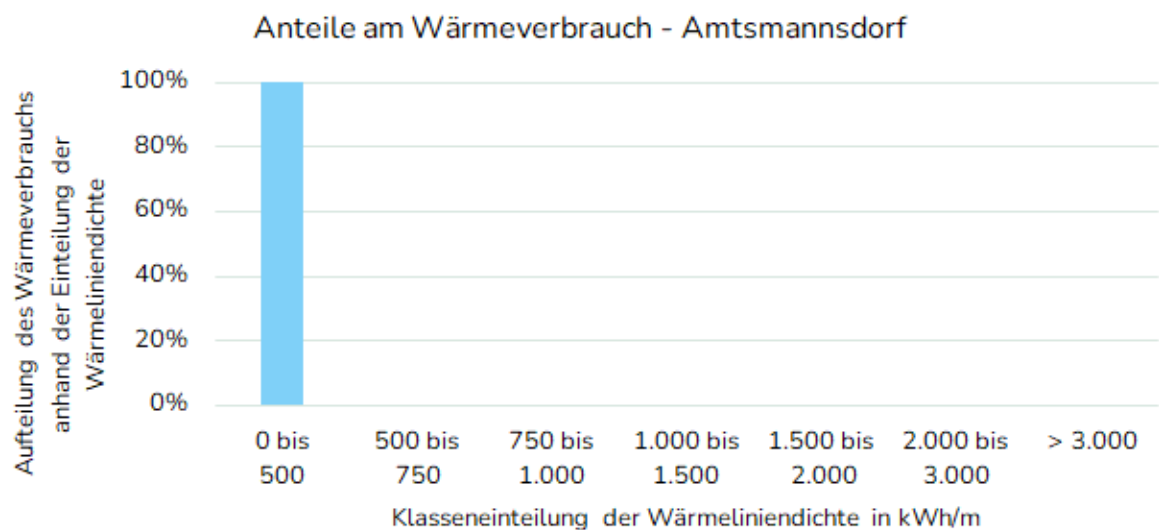 Anteile am Wärmeverbrauch - Amtsmannsdorf
Aufteilung des Wärmeverbrauchs
anhand der Einteilung der
Wärmeliniendichte
100%
80%
60%
40%
20%
0%
0 bis 500
500 bis 750
750 bis 1.000
1.000 bis 1.500
1.500 bis 2.000
2.000 bis 3.000
> 3.000
Klasseneinteilung der Wärmeliniendichte in kWh/m